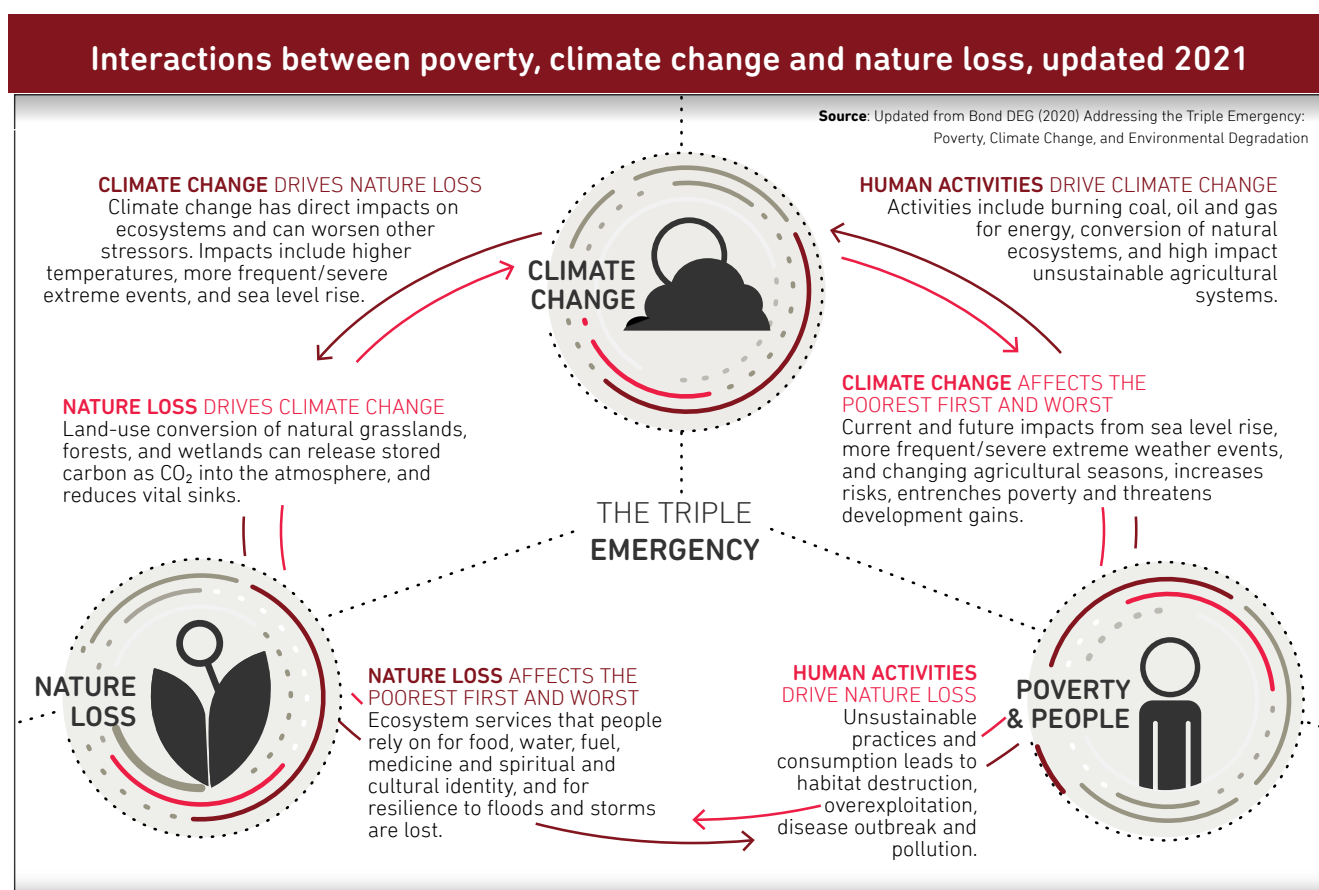 Interactions between poverty, climate change and nature loss, updated 2021
Source: Updated from Bond DEG (2020) Addressing the Triple Emergency:
Poverty, Climate Change, and Environmental Degradation
CLIMATE CHANGE DRIVES NATURE LOSS
Climate change has direct impacts on
ecosystems and can worsen other
stressors. Impacts include higher
temperatures, more frequent/severe
extreme events, and sea level rise.
CLIMATE
CHANGE
HUMAN ACTIVITIES DRIVE CLIMATE CHANGE
Activities include burning coal, oil and gas
for energy, conversion of natural
ecosystems, and high impact
unsustainable agricultural
systems.
NATURE LOSS DRIVES CLIMATE CHANGE
Land-use conversion of natural grasslands,
forests, and wetlands can release stored
carbon as CO₂ into the atmosphere, and
reduces vital sinks.
CLIMATE CHANGE AFFECTS THE
POOREST FIRST AND WORST
Current and future impacts from sea level rise,
more frequent/severe extreme weather events,
and changing agricultural seasons, increases
risks, entrenches poverty and threatens
development gains.
THE TRIPLE
EMERGENCY
NATURE
LOSS
NATURE LOSS AFFECTS THE
POOREST FIRST AND WORST
Ecosystem services that people
rely on for food, water, fuel,
medicine and spiritual and
cultural identity, and for
resilience to floods and storms
are lost.
HUMAN ACTIVITIES
DRIVE NATURE LOSS
Unsustainable
practices and
consumption leads to
habitat destruction,
overexploitation,
disease outbreak and
pollution.
POVERTY
& PEOPLE